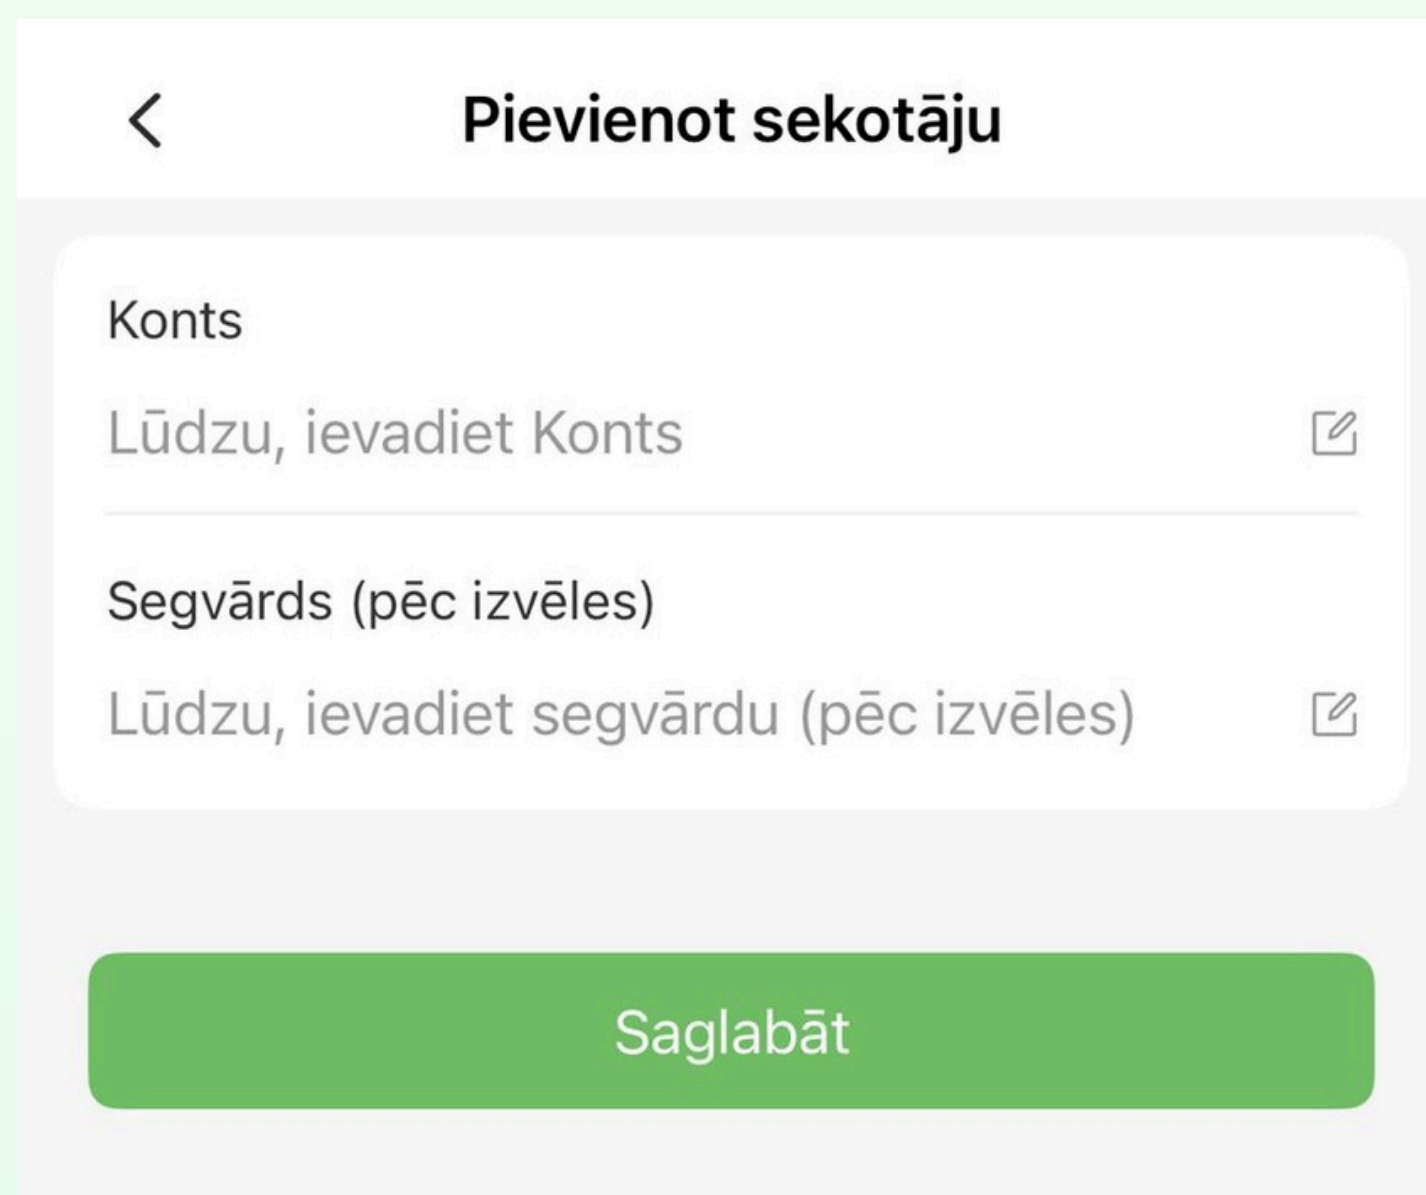 Pievienot sekotāju
Konts
Lūdzu, ievadiet Konts
Segvārds (pēc izvēles)
Lūdzu, ievadiet segvārdu (pēc izvēles)
Saglabāt